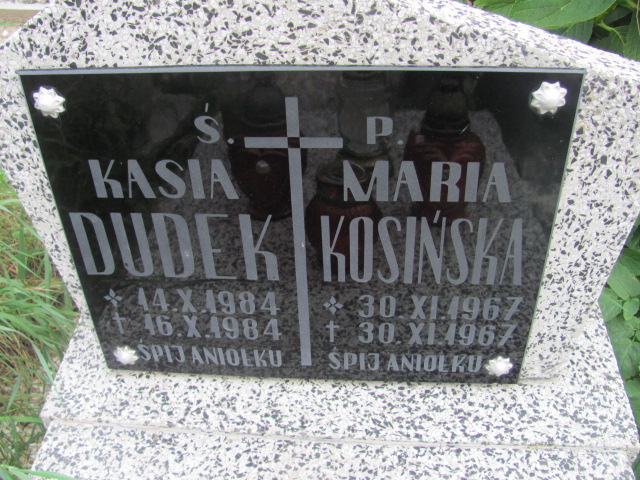 Ś. P.
KASIA
DUDEK
* 14.X.1984
† 16.X.1984
ŚPIJ ANIOŁKU
MARIA
KOSIŃSKA
* 30.XI.1967
† 30.XI.1967
ŚPIJ ANIOŁKU